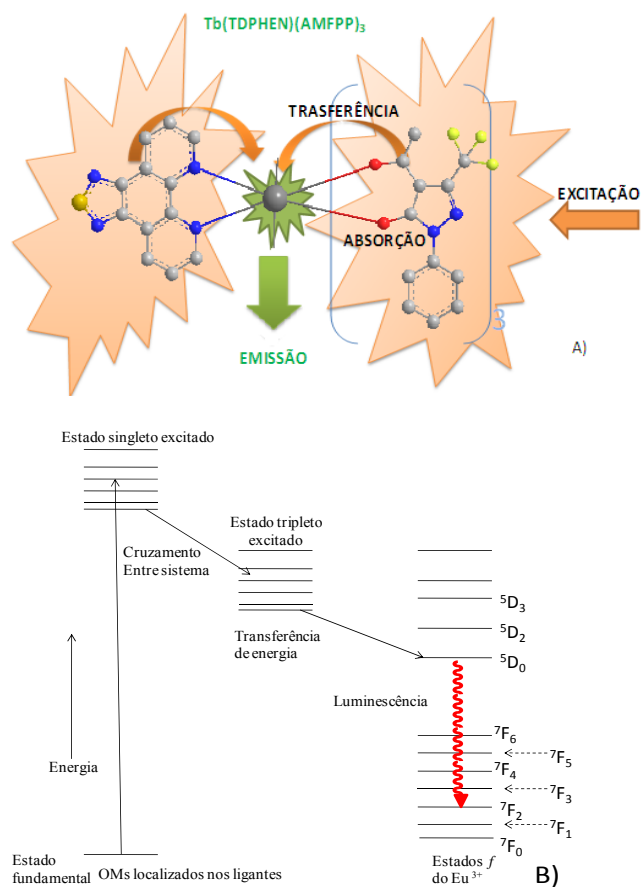 Tb(TDPHEN)(AMFPP)₃
TRASFERÊNCIA
EXCITAÇÃO
ABSORÇÃO
3
EMISSÃO
A)
Estado singleto excitado
Estado tripleto
excitado
Cruzamento
Entre sistema
⁵D₃
⁵D₂
Transferência
de energia
⁵D₀
Luminescência
⁷F₆
⁷F₅
Energia
⁷F₄
⁷F₃
⁷F₂
⁷F₁
⁷F₀
Estado
fundamental
OMs localizados nos ligantes
Estados f
do Eu ³⁺
B)